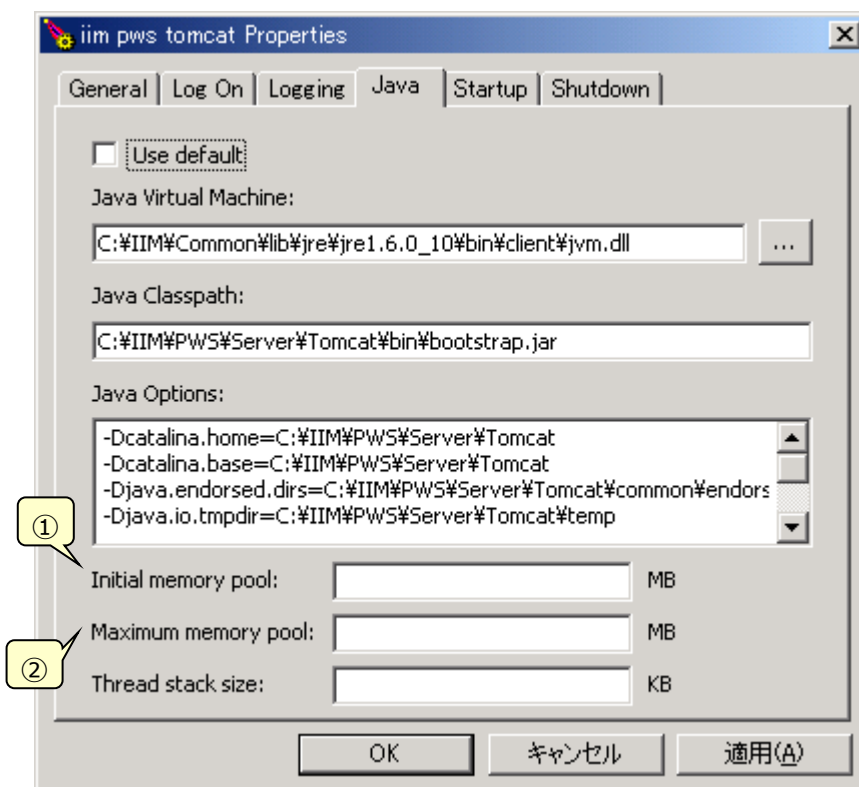 iim pws tomcat Properties
General Log On Logging Java Startup Shutdown
Use default
Java Virtual Machine:
C:¥IIM¥Common¥lib¥jre¥jre1.6.0_10¥bin¥client¥jvm.dll
...
Java Classpath:
C:¥IIM¥PWS¥Server¥Tomcat¥bin¥bootstrap.jar
Java Options:
-Dcatalina.home=C:¥IIM¥PWS¥Server¥Tomcat
-Dcatalina.base=C:¥IIM¥PWS¥Server¥Tomcat
-Djava.endorsed.dirs=C:¥IIM¥PWS¥Server¥Tomcat¥common¥endors
-Djava.io.tmpdir=C:¥IIM¥PWS¥Server¥Tomcat¥temp
①
Initial memory pool: MB
Maximum memory pool: MB
②
Thread stack size: KB
OK キャンセル 適用(A)